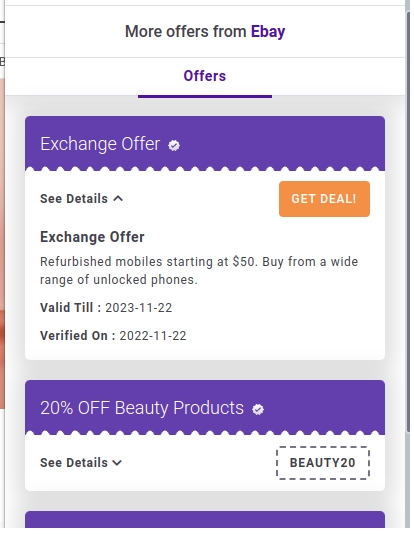 More offers from Ebay
Offers
Exchange Offer
See Details
GET DEAL!
Exchange Offer
Refurbished mobiles starting at $50. Buy from a wide
range of unlocked phones.
Valid Till : 2023-11-22
Verified On : 2022-11-22
20% OFF Beauty Products
See Details
BEAUTY20